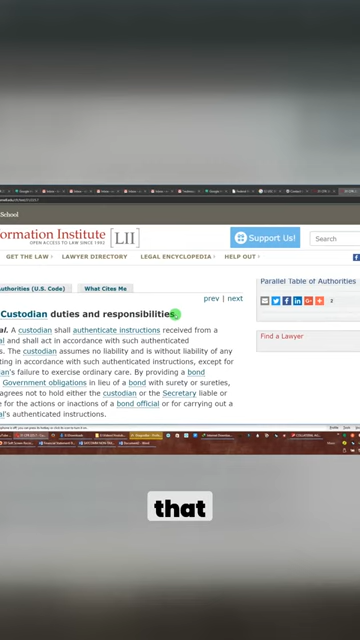 School
ormation Institute [LII]
OPEN ACCESS TO LAW SINCE 1992
Support Us!
Search
GET THE LAW
LAWYER DIRECTORY
LEGAL ENCYCLOPEDIA
HELP OUT
uthorities (U.S. Code)
What Cites Me
Parallel Table of Authorities
prev | next
Custodian duties and responsibilities
al. A custodian shall authenticate instructions received from a
al and shall act in accordance with such authenticated
s. The custodian assumes no liability and is without liability of any
ting in accordance with such authenticated instructions, except for
an's failure to exercise ordinary care. By providing a bond
Government obligations in lieu of a bond with surety or sureties,
agrees not to hold either the custodian or the Secretary liable or
e for the actions or inactions of a bond official or for carrying out a
al's authenticated instructions.
Find a Lawyer
that